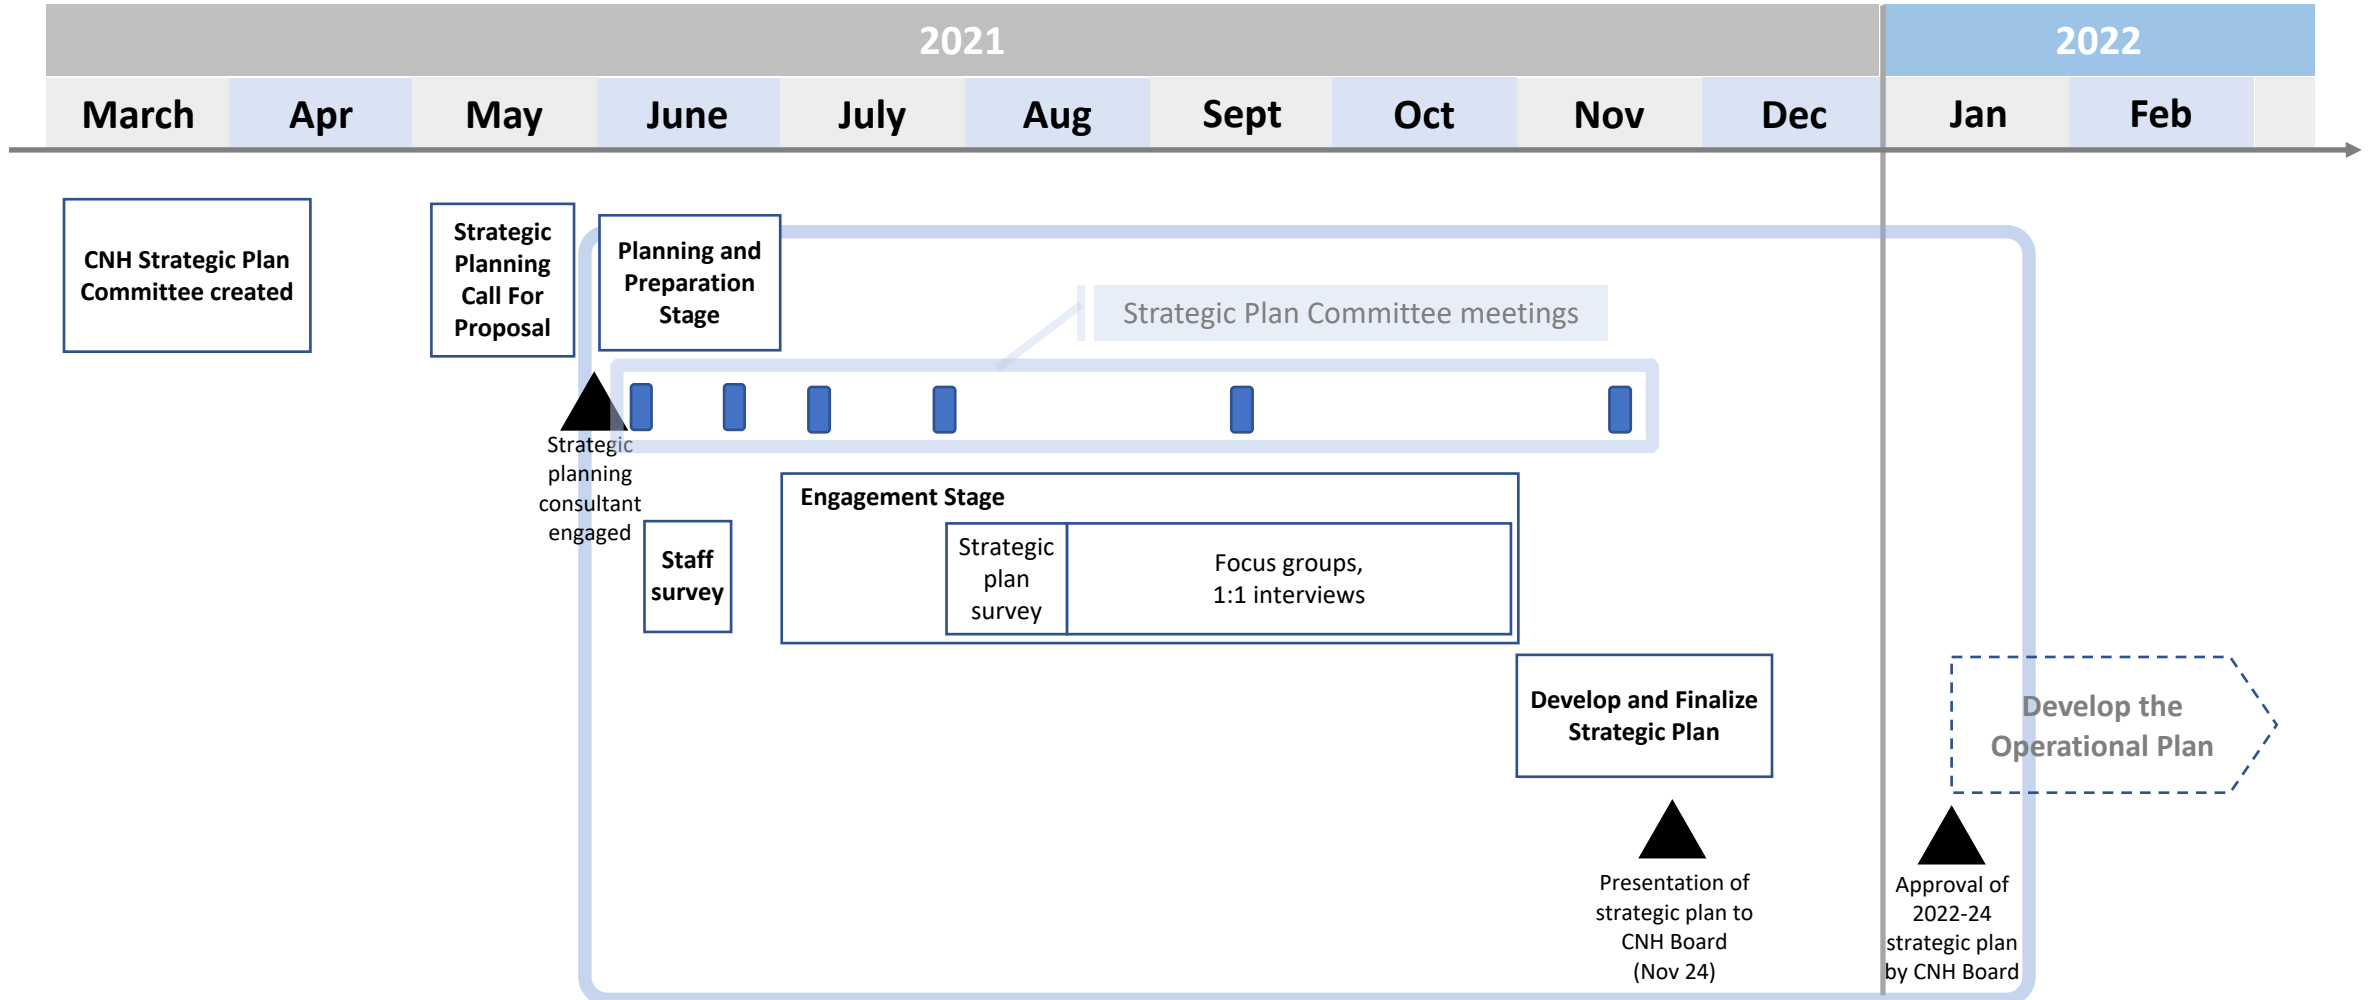 2021
2022
March
Apr
May
June
July
Aug
Sept
Oct
Nov
Dec
Jan
Feb
CNH Strategic Plan
Committee created
Strategic
Planning
Call For
Proposal
Planning and
Preparation
Stage
Strategic Plan Committee meetings
Strategic
planning
consultant
engaged
Staff
survey
Engagement Stage
Strategic
plan
survey
Focus groups,
1:1 interviews
Develop and Finalize
Strategic Plan
Develop the
Operational Plan
Presentation of
strategic plan to
CNH Board
(Nov 24)
Approval of
2022-24
strategic plan
by CNH Board